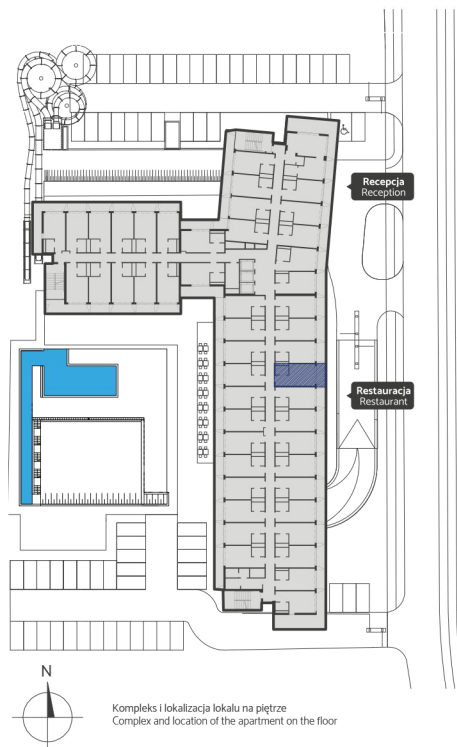 Recepcja
Reception
Restauracja
Restaurant
N
Kompleks i lokalizacja lokalu na piętrze
Complex and location of the apartment on the floor